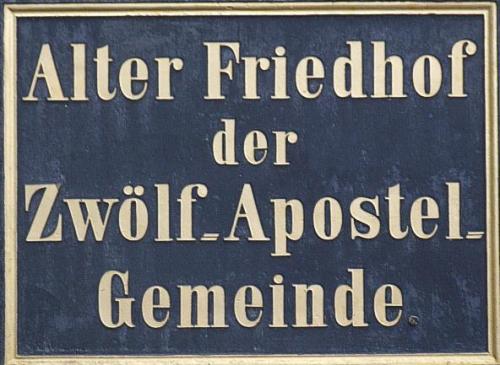 Alter Friedhof
der
Zwölf-Apostel-
Gemeinde.